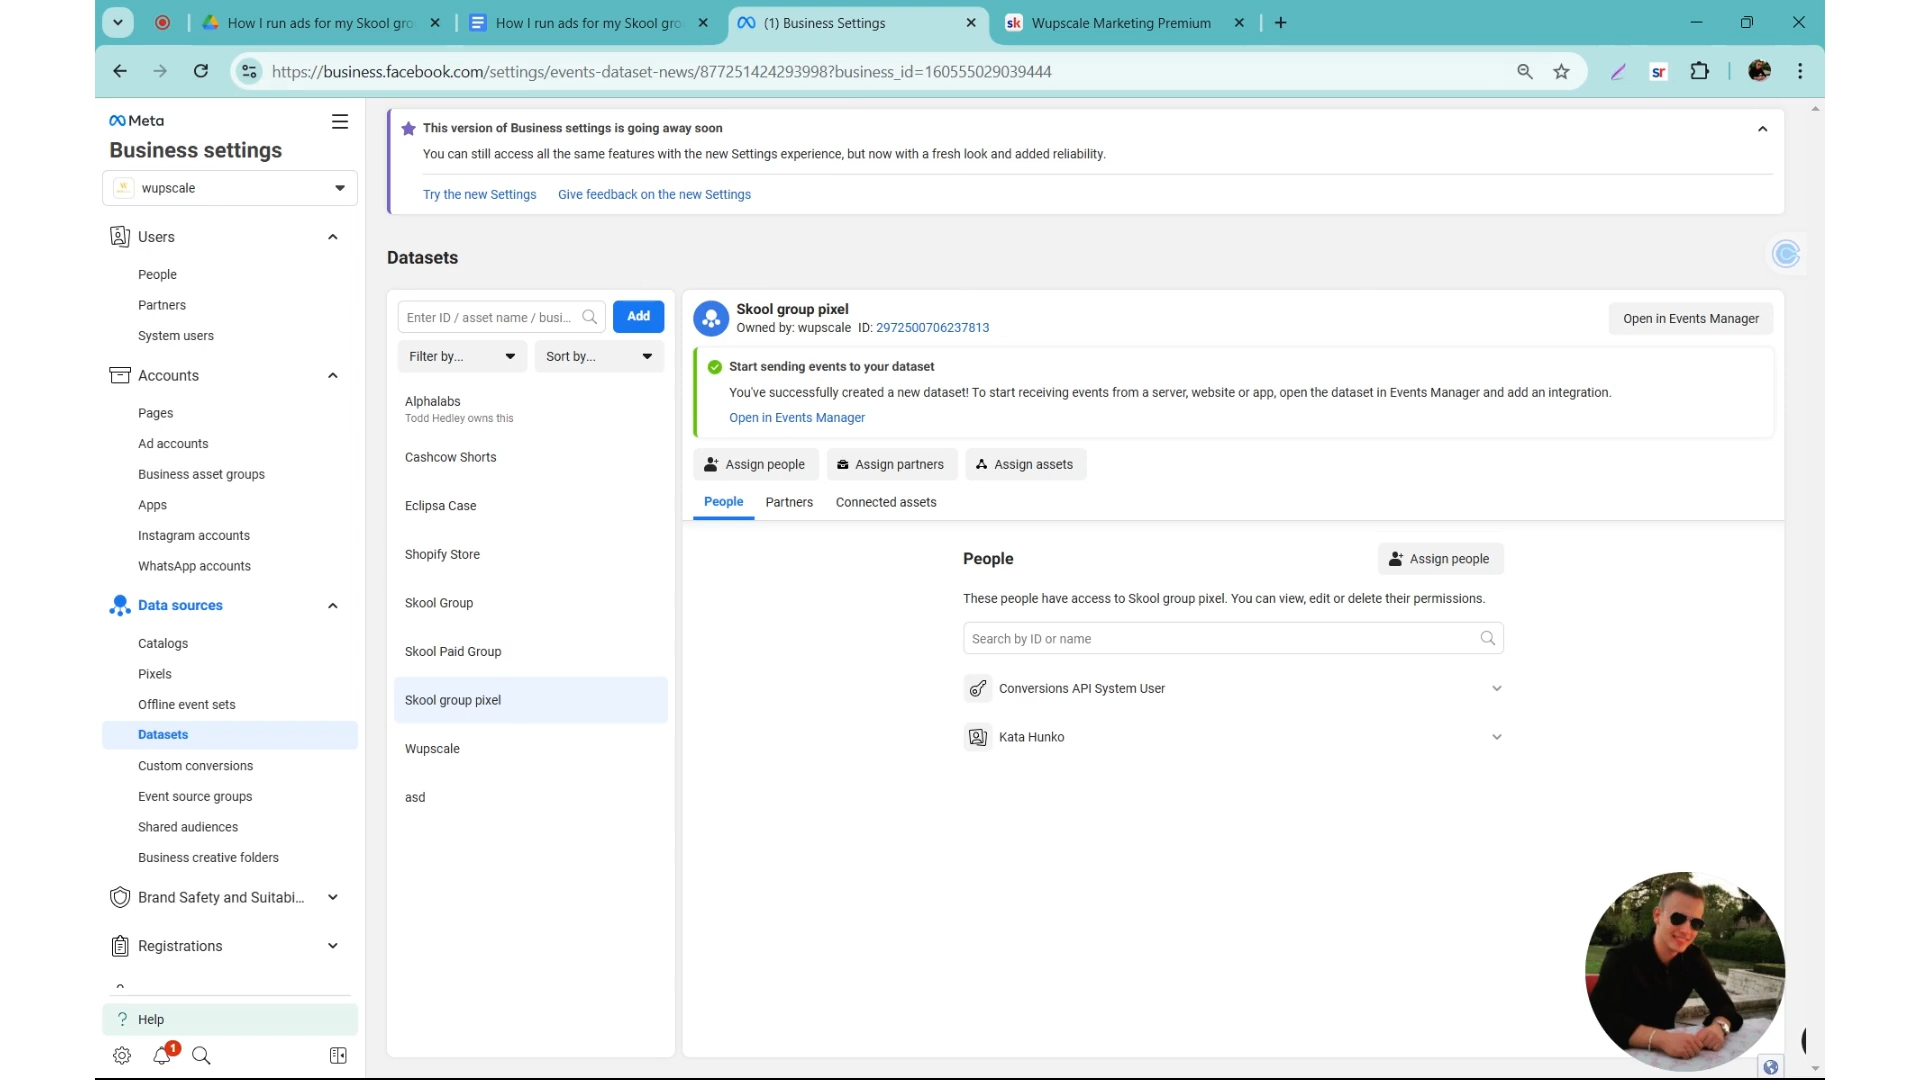 How I run ads for my Skool gro
How I run ads for my Skool gro
(1) Business Settings
sk
Wupscale Marketing Premium
https://business.facebook.com/settings/events-dataset-news/877251424293998?business_id=160555029039444
sr
Meta
Business settings
wupscale
Users
People
Partners
System users
Accounts
Pages
Ad accounts
Business asset groups
Apps
Instagram accounts
WhatsApp accounts
Data sources
Catalogs
Pixels
Offline event sets
Datasets
Custom conversions
Event source groups
Shared audiences
Business creative folders
Brand Safety and Suitabi...
Registrations
? Help
1
This version of Business settings is going away soon
You can still access all the same features with the new Settings experience, but now with a fresh look and added reliability.
Try the new Settings Give feedback on the new Settings
Datasets
Enter ID / asset name / busi...
Add
Filter by...
Sort by...
Alphalabs
Todd Hedley owns this
Cashcow Shorts
Eclipsa Case
Shopify Store
Skool Group
Skool Paid Group
Skool group pixel
Wupscale
asd
Skool group pixel
Owned by: wupscale ID: 2972500706237813
Open in Events Manager
Start sending events to your dataset
You've successfully created a new dataset! To start receiving events from a server, website or app, open the dataset in Events Manager and add an integration.
Open in Events Manager
Assign people
Assign partners
Assign assets
People
Partners
Connected assets
People
Assign people
These people have access to Skool group pixel. You can view, edit or delete their permissions.
Search by ID or name
Conversions API System User
Kata Hunko